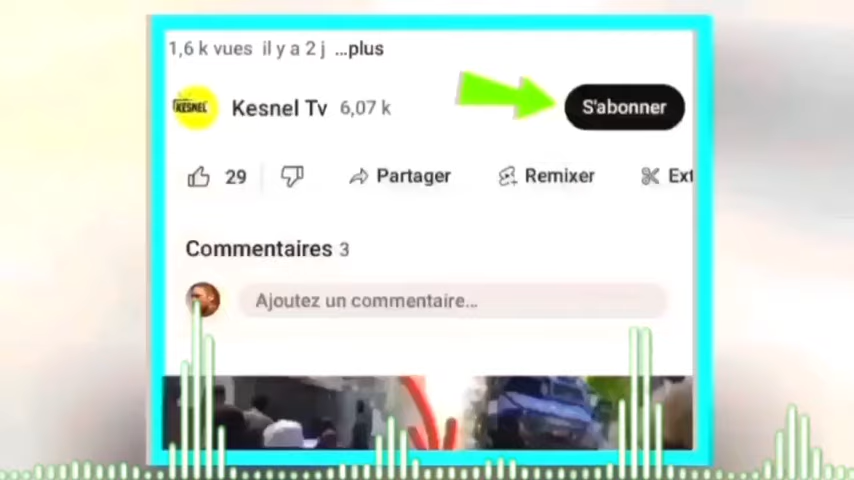 1,6 k vues il y a 2 j ...plus
KESNEL
Kesnel Tv 6,07 k
S'abonner
29
Partager
Remixer
Ext
Commentaires 3
Ajoutez un commentaire...